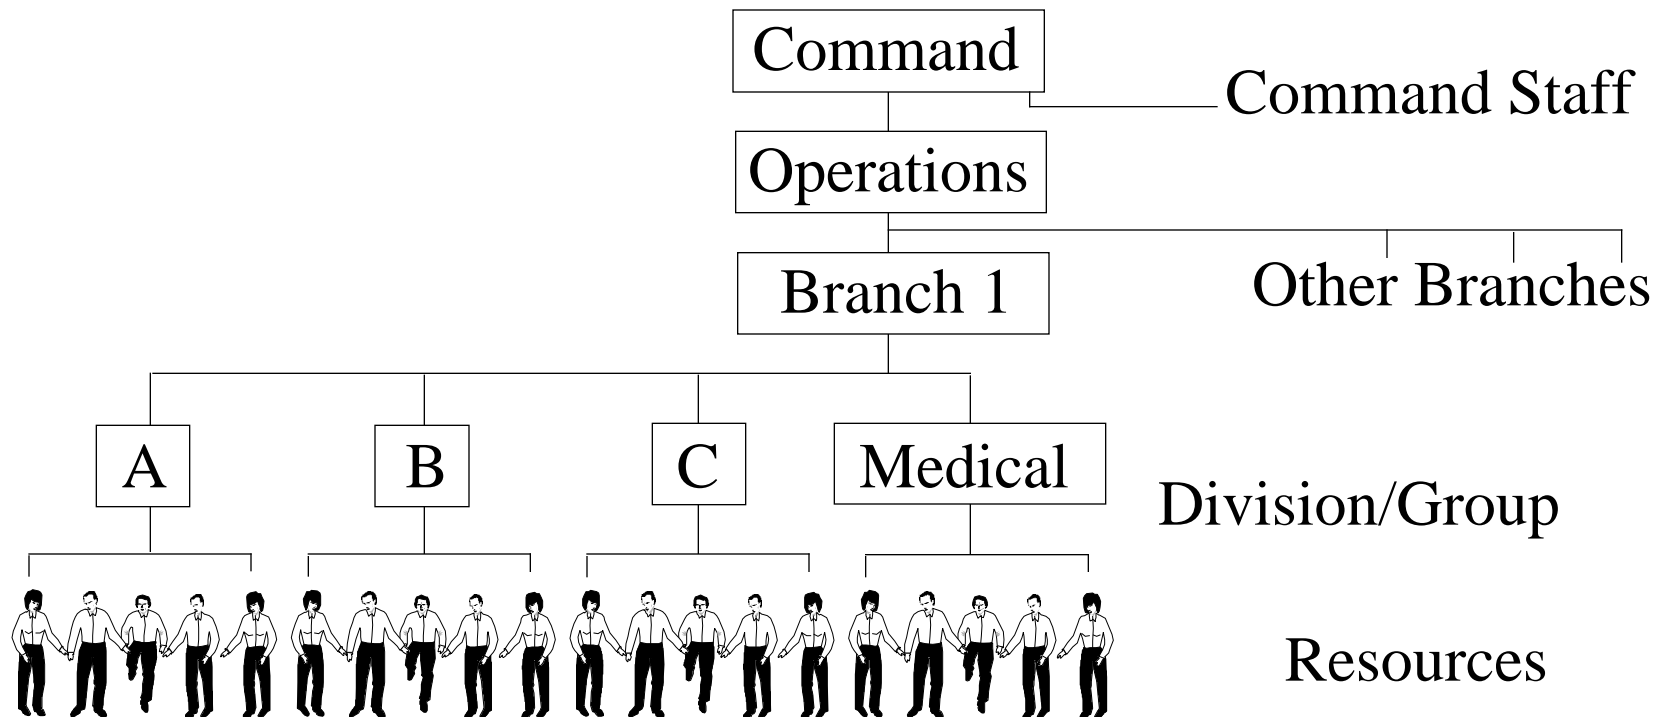 Command
Command Staff
Operations
Branch 1
Other Branches
A
B
C
Medical
Division/Group
Resources